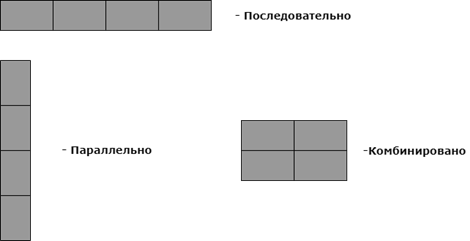 - Последовательно
- Параллельно
-Комбинировано